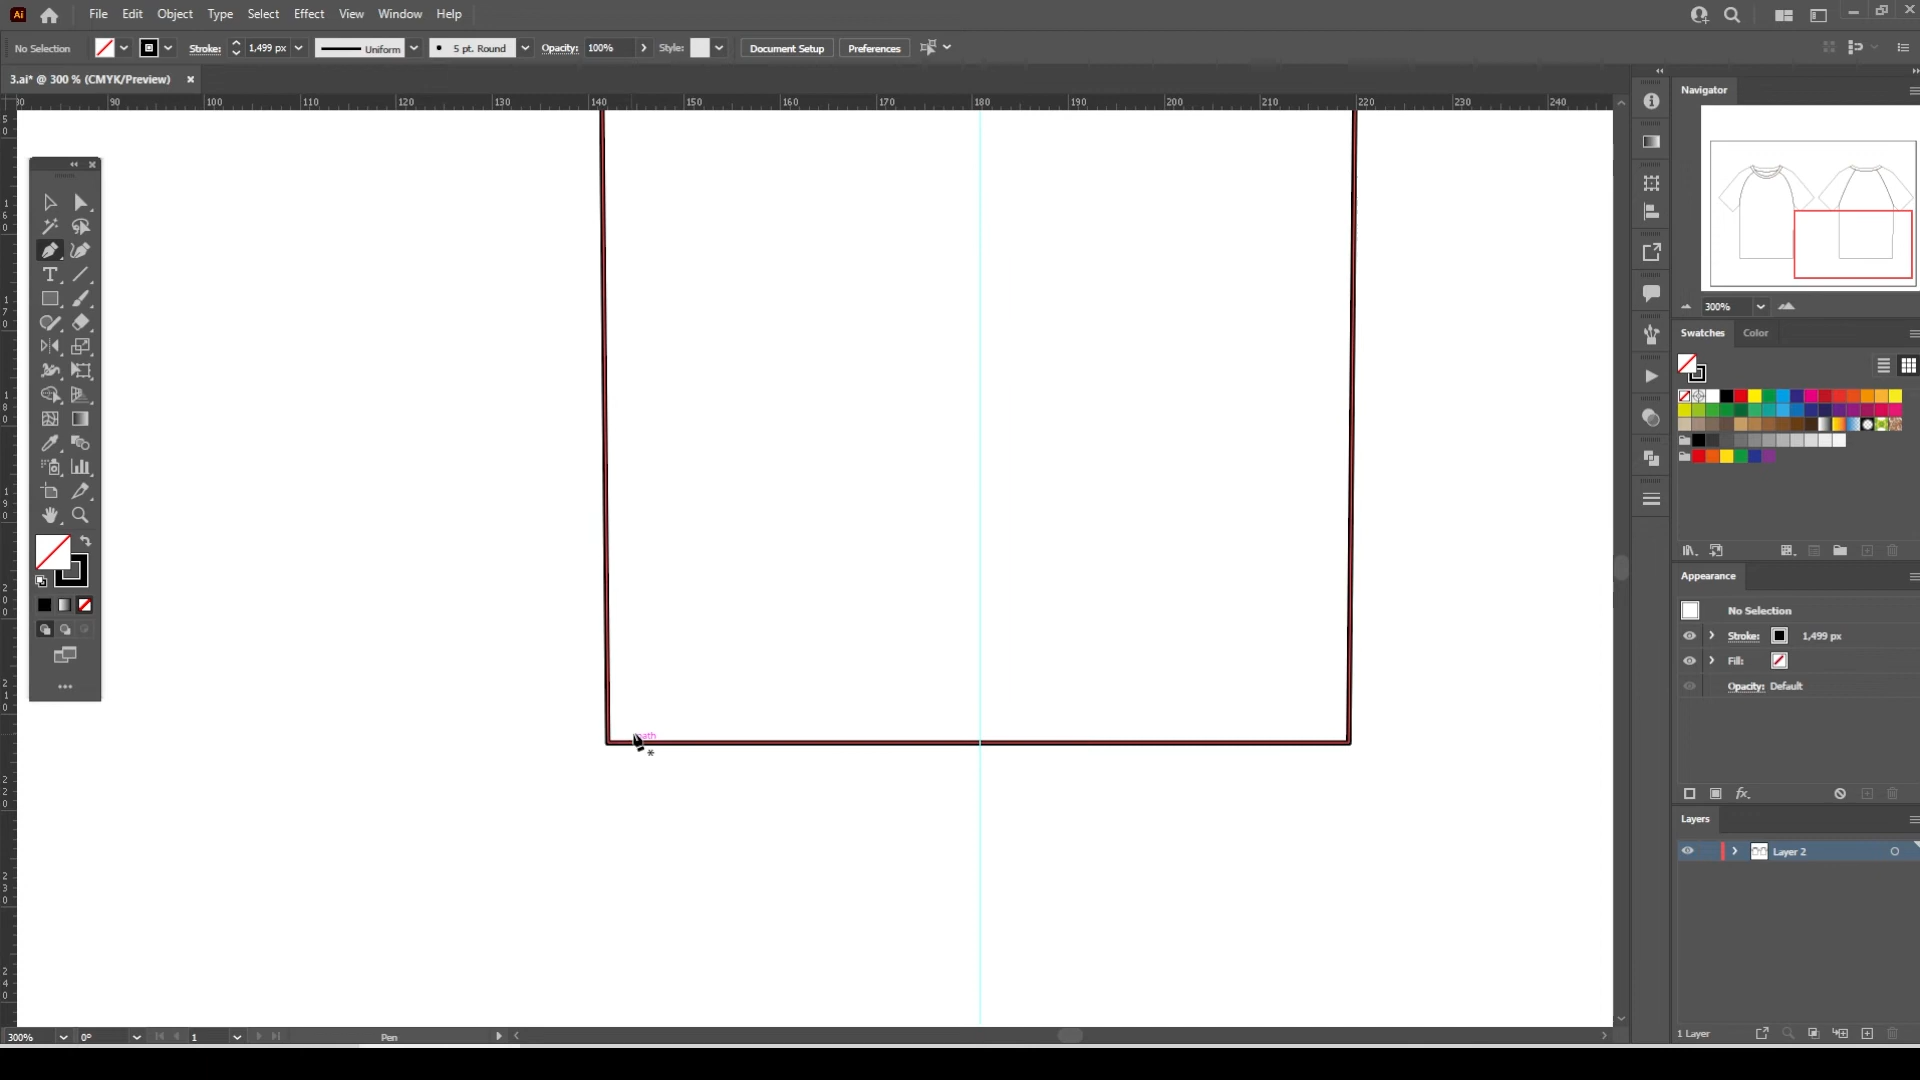 Ai File Edit Object Select Type Effect View Window Help
No Selection Stroke: 1,499 px Uniform 5 pt. Round Opacity: 100% Style: Document Setup Preferences
3.ai* @ 300 % (CMYK/Preview)
90 100 110 120 130 140 150 160 170 180 190 200 210 220 230 240
Navigator
300%
Swatches Color
Appearance
No Selection
Stroke: 1,499 px
Fill:
Opacity: Default
fx
Layers
Layer 2
1 Layer
300% 0° 1 Pen